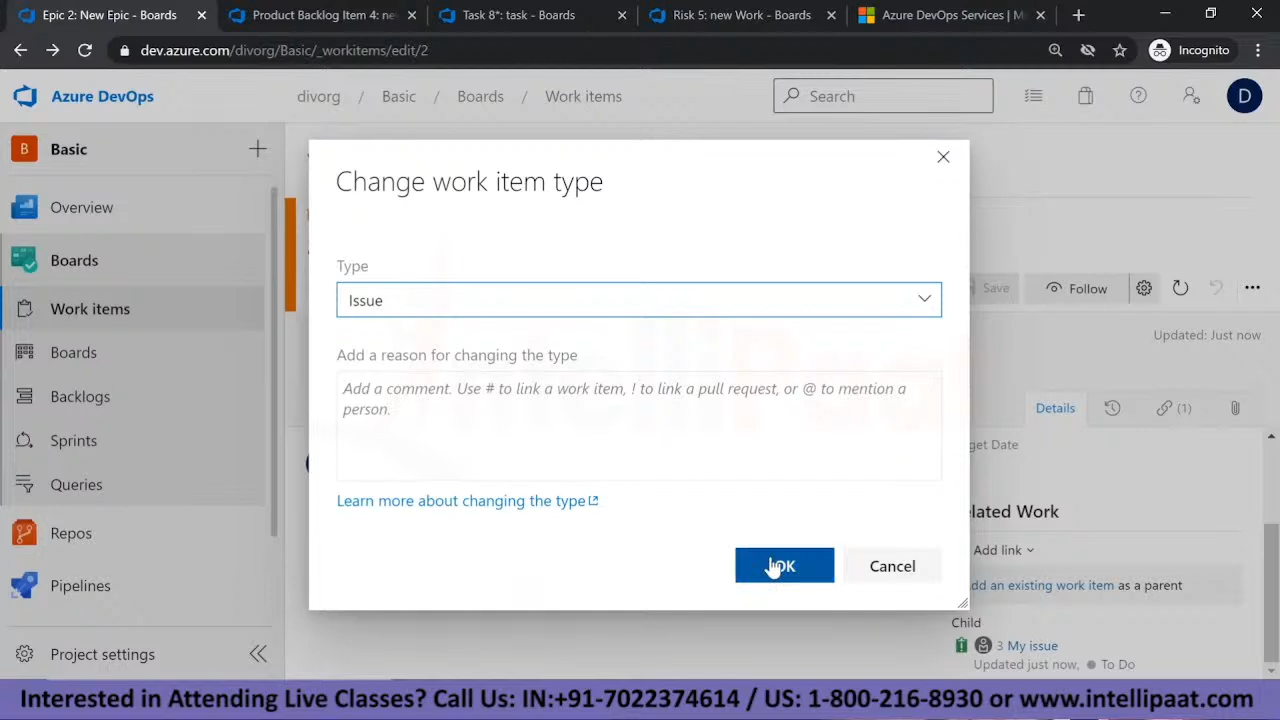 Epic 2: New Epic - Boards
Product Backlog Item 4: ne
Task 8*: task - Boards
Risk 5: new Work - Boards
Azure DevOps Services | M
dev.azure.com/divorg/Basic/_workitems/edit/2
Incognito
Azure DevOps
divorg / Basic / Boards / Work items
Search
D
B Basic
Overview
Boards
Work items
Boards
Backlogs
Sprints
Queries
Repos
Pipelines
Project settings
Change work item type
Type
Issue
Add a reason for changing the type
Add a comment. Use # to link a work item, ! to link a pull request, or @ to mention a
person.
Learn more about changing the type
OK
Cancel
Save
Follow
Updated: Just now
Details
(1)
get Date
elated Work
Add link
dd an existing work item as a parent
Child
3 My issue
Updated just now, To Do
IntelliPaat
Interested in Attending Live Classes? Call Us: IN:+91-7022374614 / US: 1-800-216-8930 or www.intellipaat.com